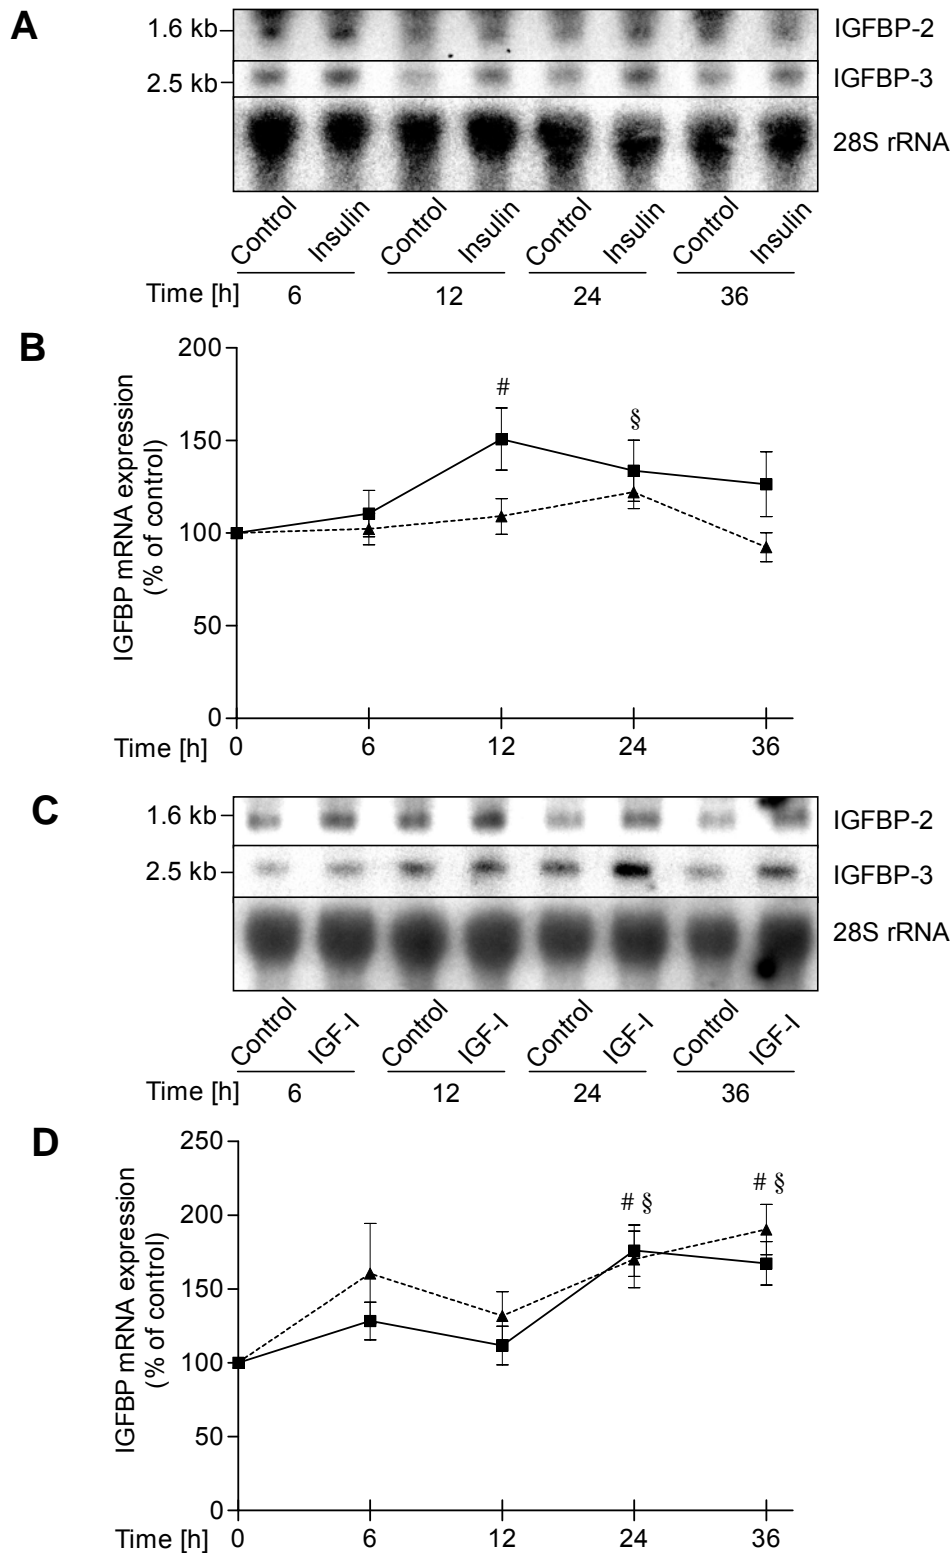 A
1.6 kb
IGFBP-2
2.5 kb
IGFBP-3
28S rRNA
Control Insulin Control Insulin Control Insulin Control Insulin
Time [h] 6 12 24 36
B
IGFBP mRNA expression
(% of control)
200
150
100
50
0
#
§
Time [h] 0 6 12 24 36
C
1.6 kb
IGFBP-2
2.5 kb
IGFBP-3
28S rRNA
Control IGF-I Control IGF-I Control IGF-I Control IGF-I
Time [h] 6 12 24 36
D
IGFBP mRNA expression
(% of control)
250
200
150
100
50
0
# §
# §
Time [h] 0 6 12 24 36